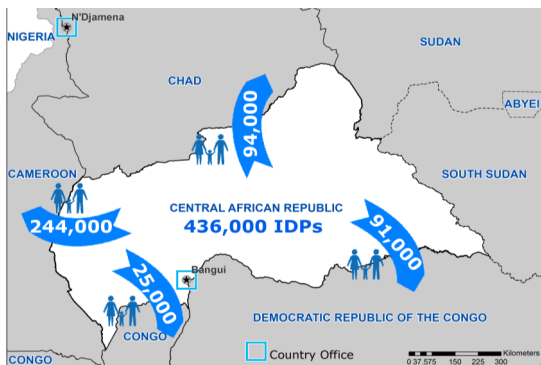 N'Djamena
NIGERIA
SUDAN
CHAD
94,000
ABYEI
CAMEROON
SOUTH SUDAN
CENTRAL AFRICAN REPUBLIC
436,000 IDPs
244,000
91,000
25,000
Bangui
DEMOCRATIC REPUBLIC OF THE CONGO
CONGO
CONGO
Country Office
Kilometers
0 37.575 150 225 300